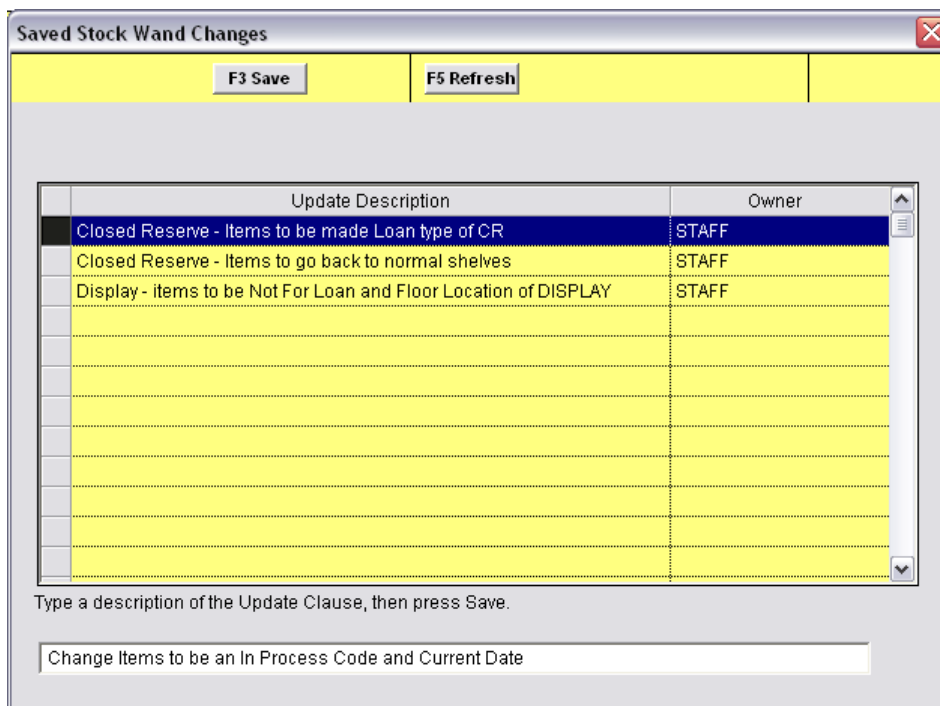 Saved Stock Wand Changes
F3 Save F5 Refresh
Update Description Owner
Closed Reserve - Items to be made Loan type of CR STAFF
Closed Reserve - Items to go back to normal shelves STAFF
Display - items to be Not For Loan and Floor Location of DISPLAY STAFF
Type a description of the Update Clause, then press Save.
Change Items to be an In Process Code and Current Date